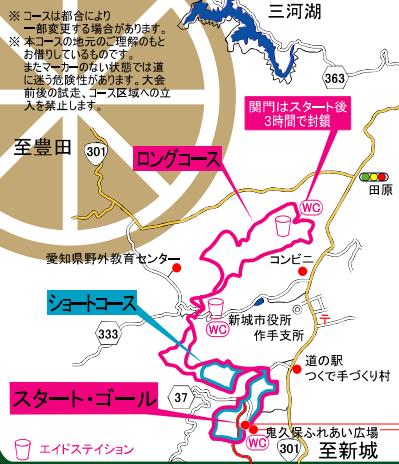 ※ コースは都合により
一部変更する場合があります。
※ 本コースの地元のご理解のもと
お借りしているものです。
またマーカーのない状態では道
に迷う危険性があります。大会
前後の試走、コース区域への立
入を禁止します。
三河湖
363
関門はスタート後
3時間で封鎖
至豊田
301
ロングコース
田原
WC
愛知県野外教育センター
コンビニ
ショートコース
WC
新城市役所
作手支所
〒
333
道の駅
つくで手づくり村
スタート・ゴール
37
鬼久保ふれあい広場
WC
エイドステイション
301
至新城